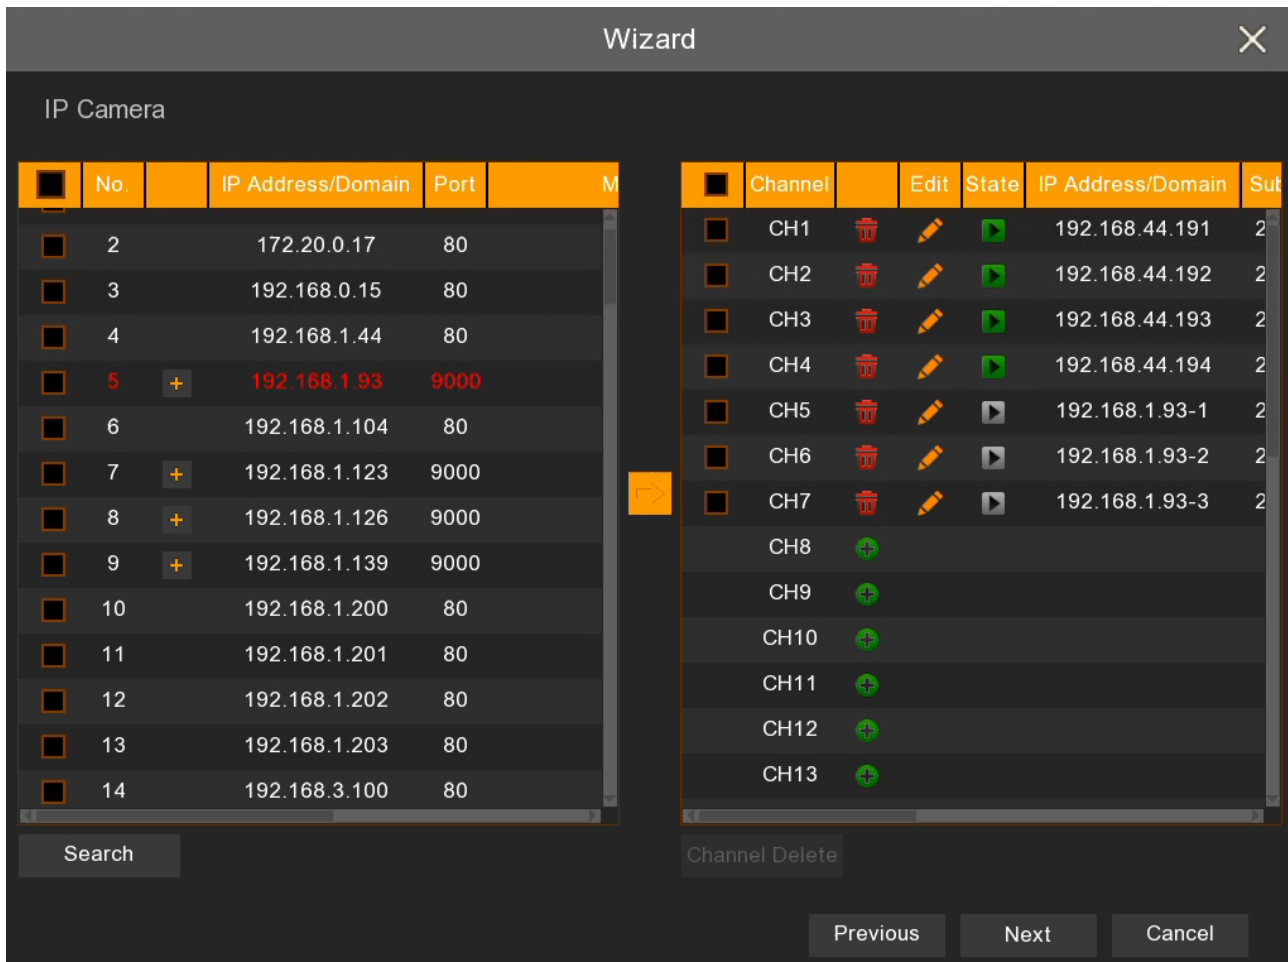 Wizard
IP Camera
No. IP Address/Domain Port M
2 172.20.0.17 80
3 192.168.0.15 80
4 192.168.1.44 80
5 192.168.1.93 9000
6 192.168.1.104 80
7 192.168.1.123 9000
8 192.168.1.126 9000
9 192.168.1.139 9000
10 192.168.1.200 80
11 192.168.1.201 80
12 192.168.1.202 80
13 192.168.1.203 80
14 192.168.3.100 80
Search
Channel Edit State IP Address/Domain Sub
CH1 192.168.44.191 2
CH2 192.168.44.192 2
CH3 192.168.44.193 2
CH4 192.168.44.194 2
CH5 192.168.1.93-1 2
CH6 192.168.1.93-2 2
CH7 192.168.1.93-3 2
CH8
CH9
CH10
CH11
CH12
CH13
Channel Delete
Previous Next Cancel